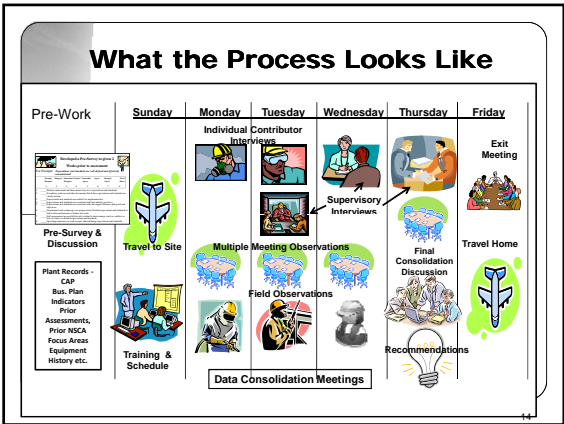 What the Process Looks Like
Pre-Work
Sunday
Monday
Tuesday
Wednesday
Thursday
Friday
Pre-Survey &
Discussion
Plant Records -
CAP
Bus. Plan
Indicators
Prior
Assessments,
Prior NSCA
Focus Areas
Equipment
History etc.
Travel to Site
Training &
Schedule
Individual Contributor
Interviews
Supervisory
Interviews
Multiple Meeting Observations
Field Observations
Data Consolidation Meetings
Final
Consolidation
Discussion
Recommendations
Exit
Meeting
Travel Home
14